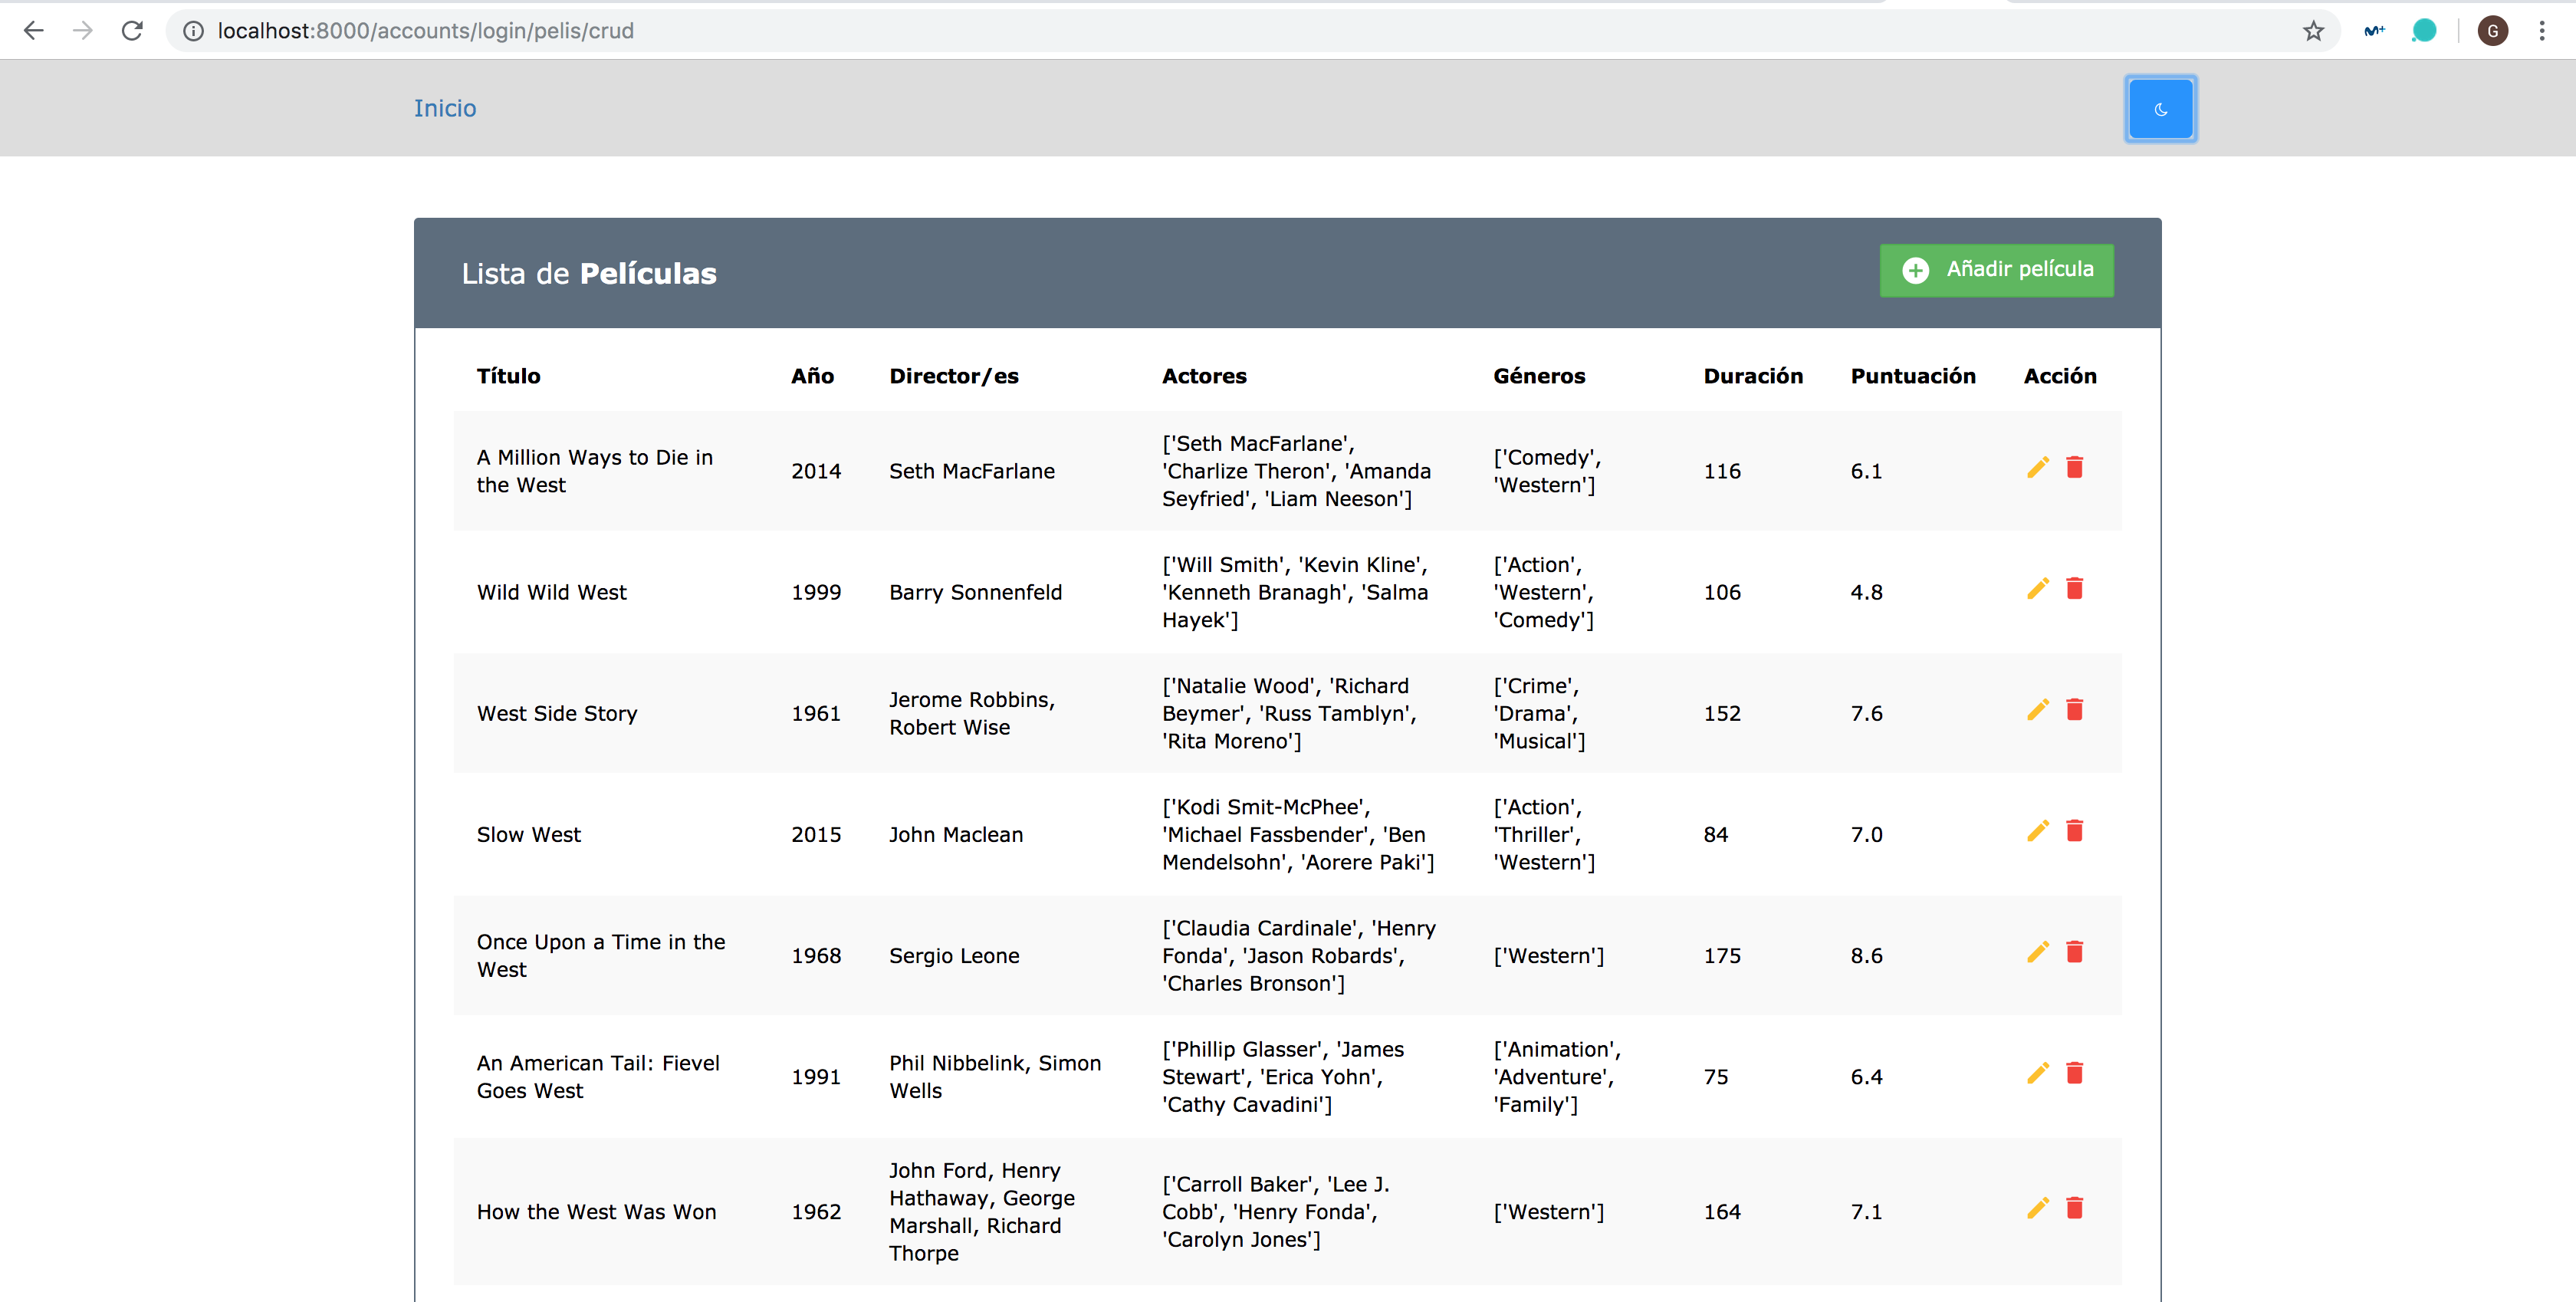 localhost:8000/accounts/login/pelis/crud
G
Inicio
Lista de Películas
Añadir película
Título Año Director/es Actores Géneros Duración Puntuación Acción
A Million Ways to Die in
the West
2014
Seth MacFarlane
['Seth MacFarlane',
'Charlize Theron', 'Amanda
Seyfried', 'Liam Neeson']
['Comedy',
'Western']
116
6.1
Wild Wild West
1999
Barry Sonnenfeld
['Will Smith', 'Kevin Kline',
'Kenneth Branagh', 'Salma
Hayek']
['Action',
'Western',
'Comedy']
106
4.8
West Side Story
1961
Jerome Robbins,
Robert Wise
['Natalie Wood', 'Richard
Beymer', 'Russ Tamblyn',
'Rita Moreno']
['Crime',
'Drama',
'Musical']
152
7.6
Slow West
2015
John Maclean
['Kodi Smit-McPhee',
'Michael Fassbender', 'Ben
Mendelsohn', 'Aorere Paki']
['Action',
'Thriller',
'Western']
84
7.0
Once Upon a Time in the
West
1968
Sergio Leone
['Claudia Cardinale', 'Henry
Fonda', 'Jason Robards',
'Charles Bronson']
['Western']
175
8.6
An American Tail: Fievel
Goes West
1991
Phil Nibbelink, Simon
Wells
['Phillip Glasser', 'James
Stewart', 'Erica Yohn',
'Cathy Cavadini']
['Animation',
'Adventure',
'Family']
75
6.4
How the West Was Won
1962
John Ford, Henry
Hathaway, George
Marshall, Richard
Thorpe
['Carroll Baker', 'Lee J.
Cobb', 'Henry Fonda',
'Carolyn Jones']
['Western']
164
7.1